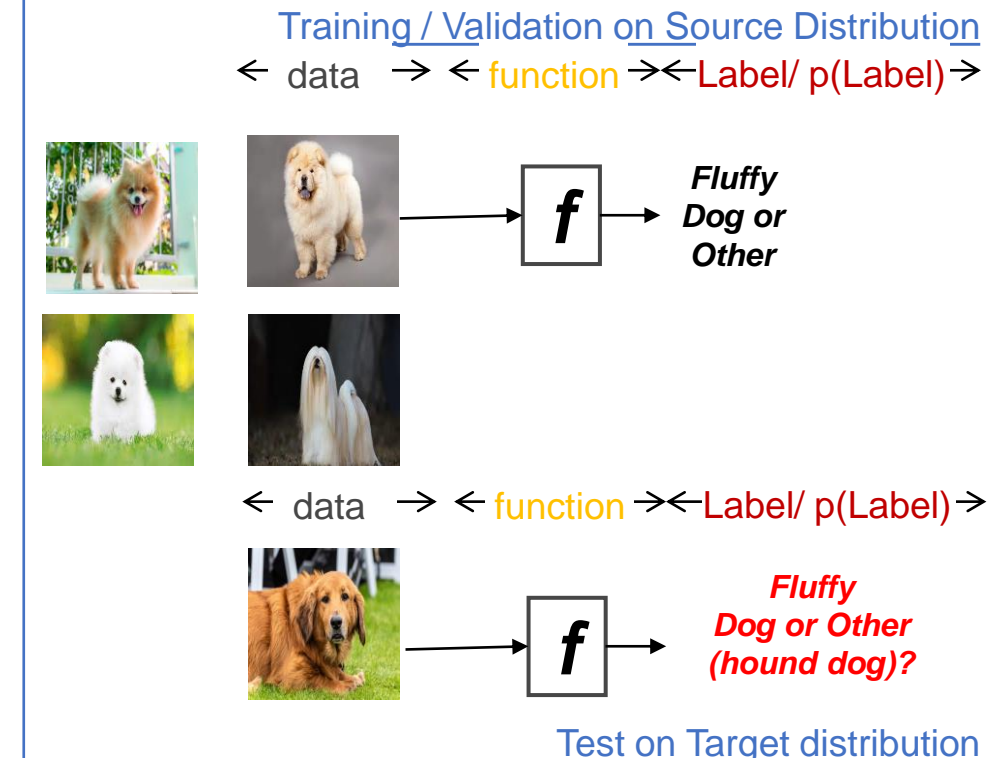 Training / Validation on Source Distribution
data function Label/ p(Label)
f
Fluffy
Dog or
Other
data function Label/ p(Label)
f
Fluffy
Dog or Other
(hound dog)?
Test on Target distribution